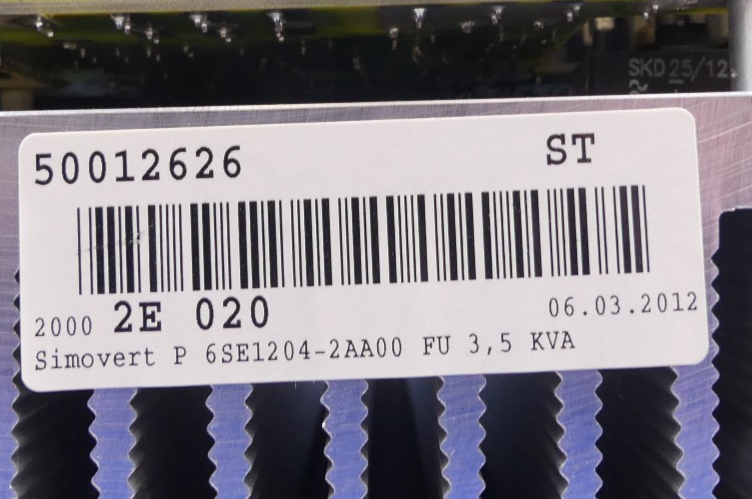 SKD 25/12
~
50012626 ST
2000 2E 020 06.03.2012
Simovert P 6SE1204-2AA00 FU 3,5 KVA